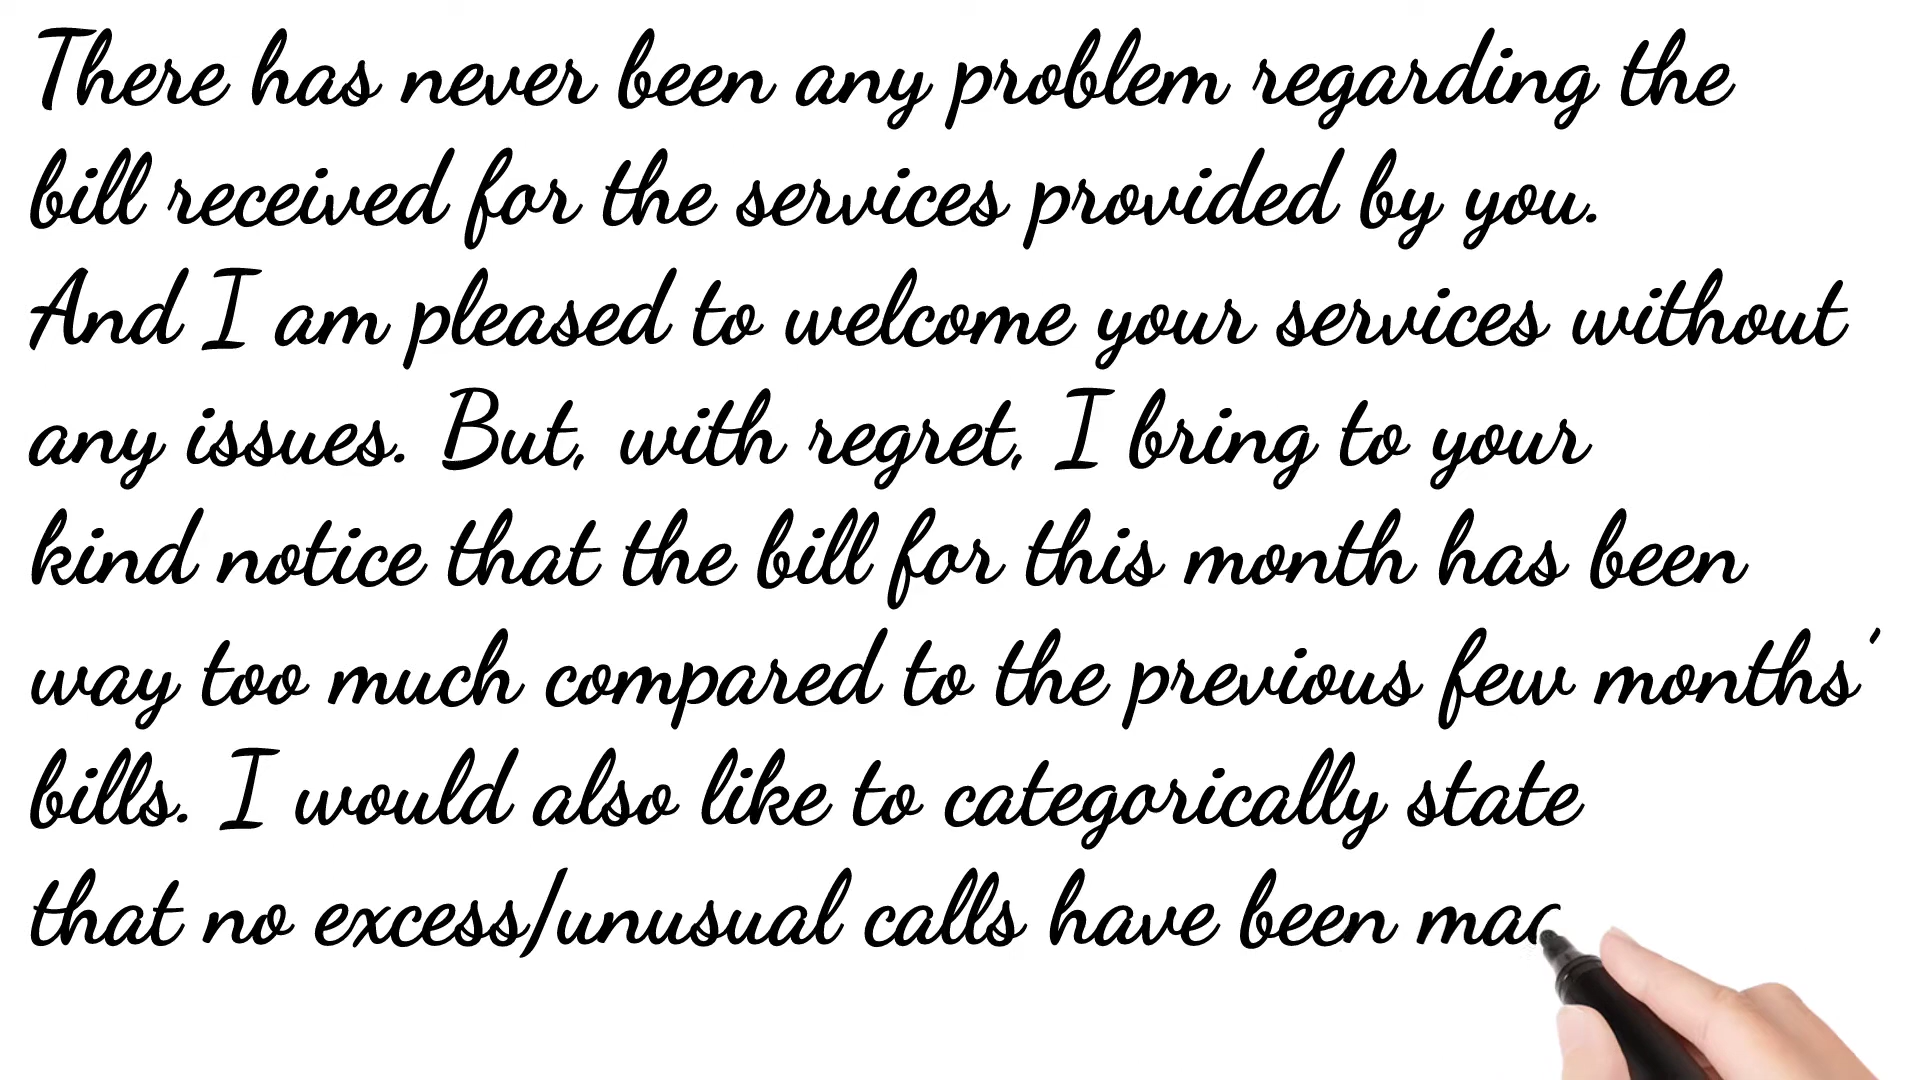 There has never been any problem regarding the
bill received for the services provided by you.
And I am pleased to welcome your services without
any issues. But, with regret, I bring to your
kind notice that the bill for this month has been
way too much compared to the previous few months'
bills. I would also like to categorically state
that no excess/unusual calls have been